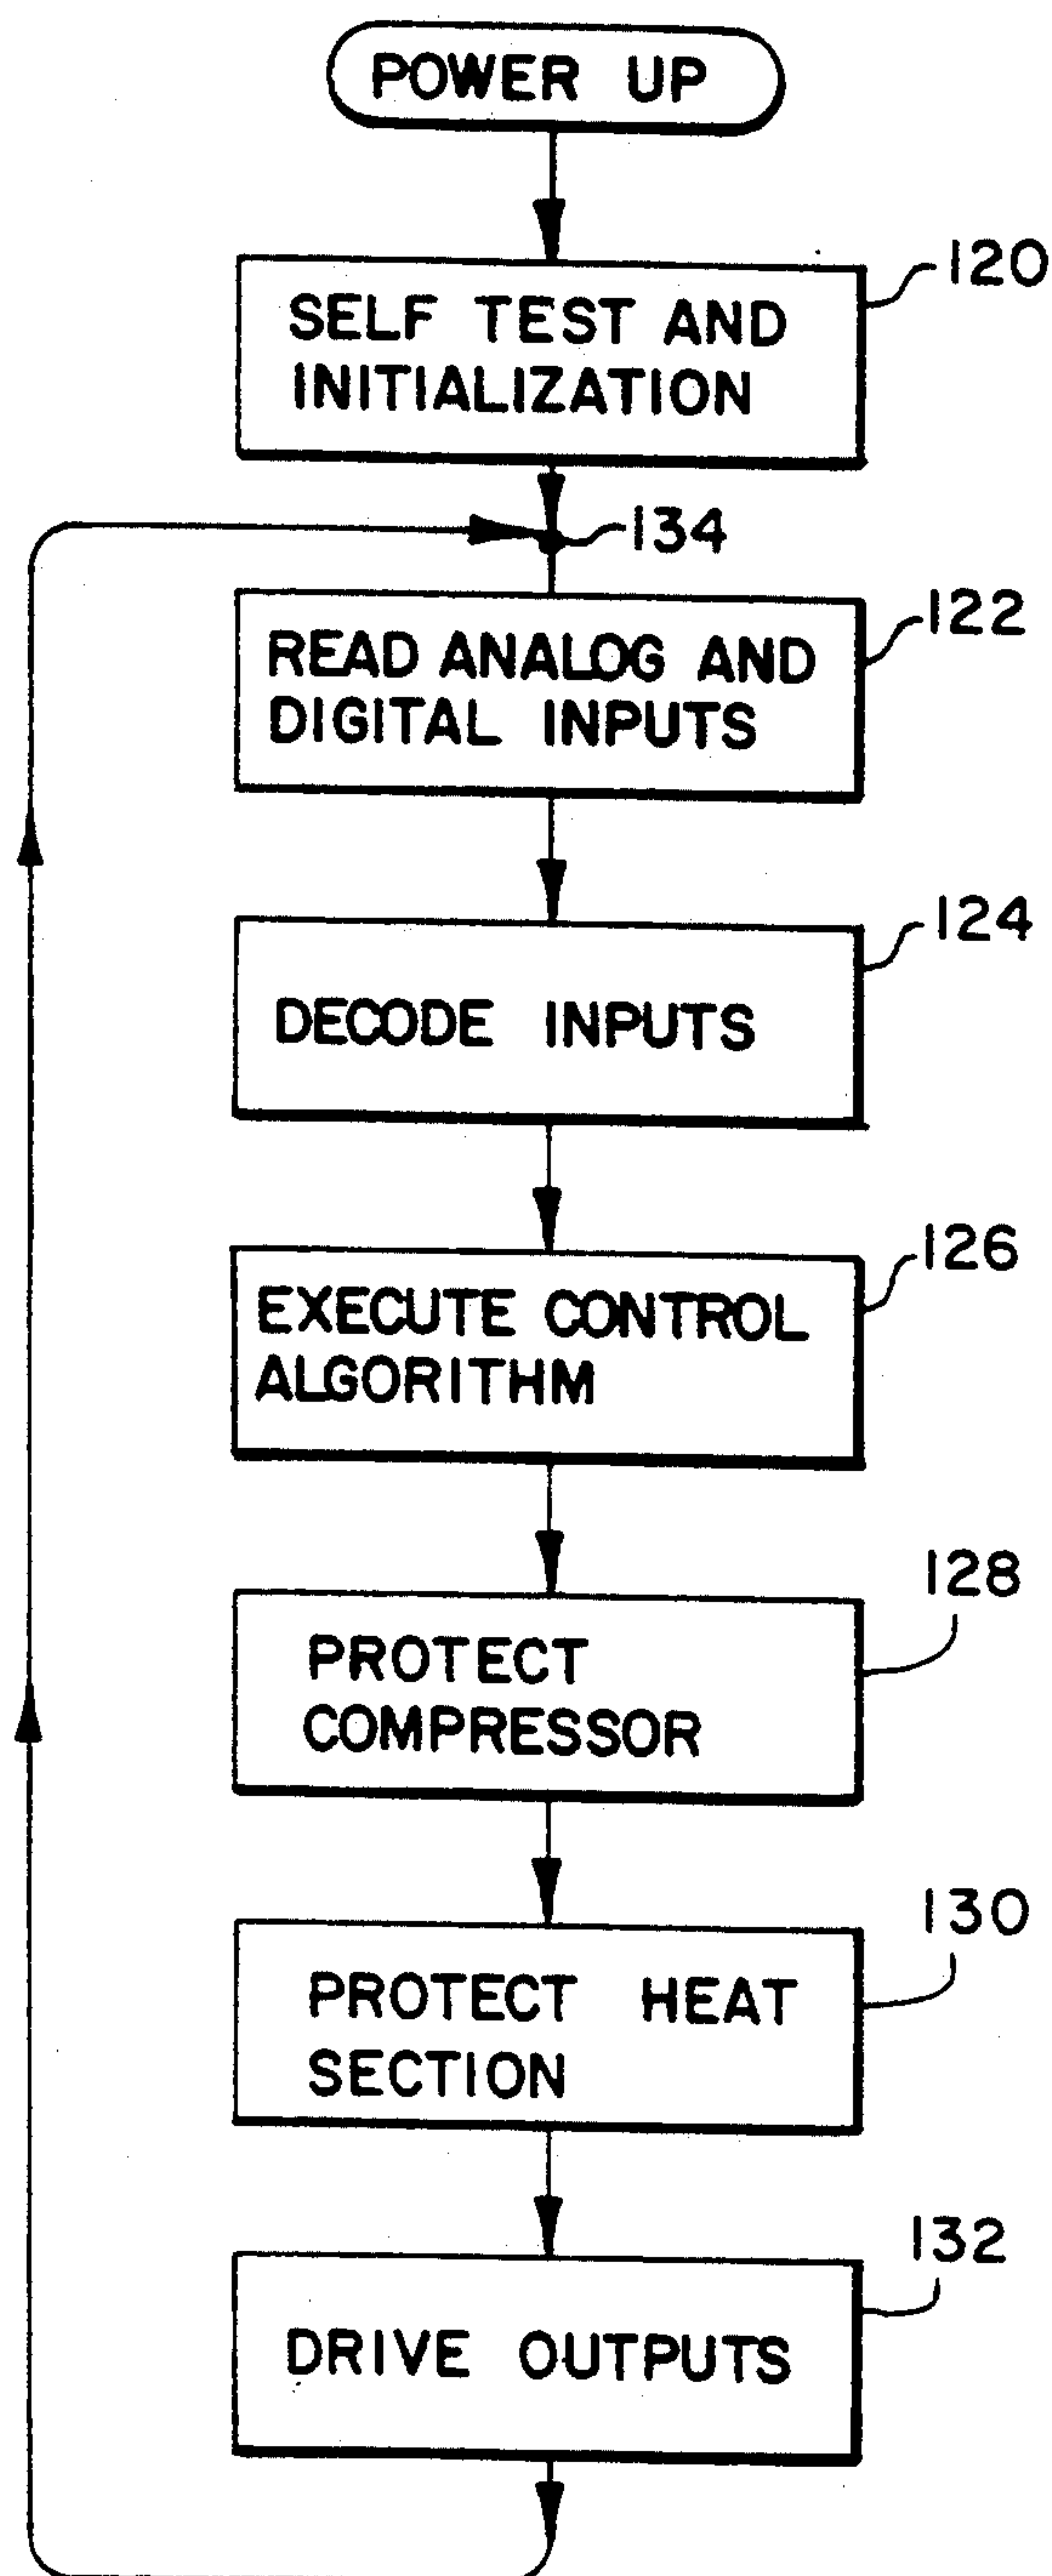 POWER UP
120
SELF TEST AND
INITIALIZATION
134
122
READ ANALOG AND
DIGITAL INPUTS
124
DECODE INPUTS
126
EXECUTE CONTROL
ALGORITHM
128
PROTECT
COMPRESSOR
130
PROTECT HEAT
SECTION
132
DRIVE OUTPUTS